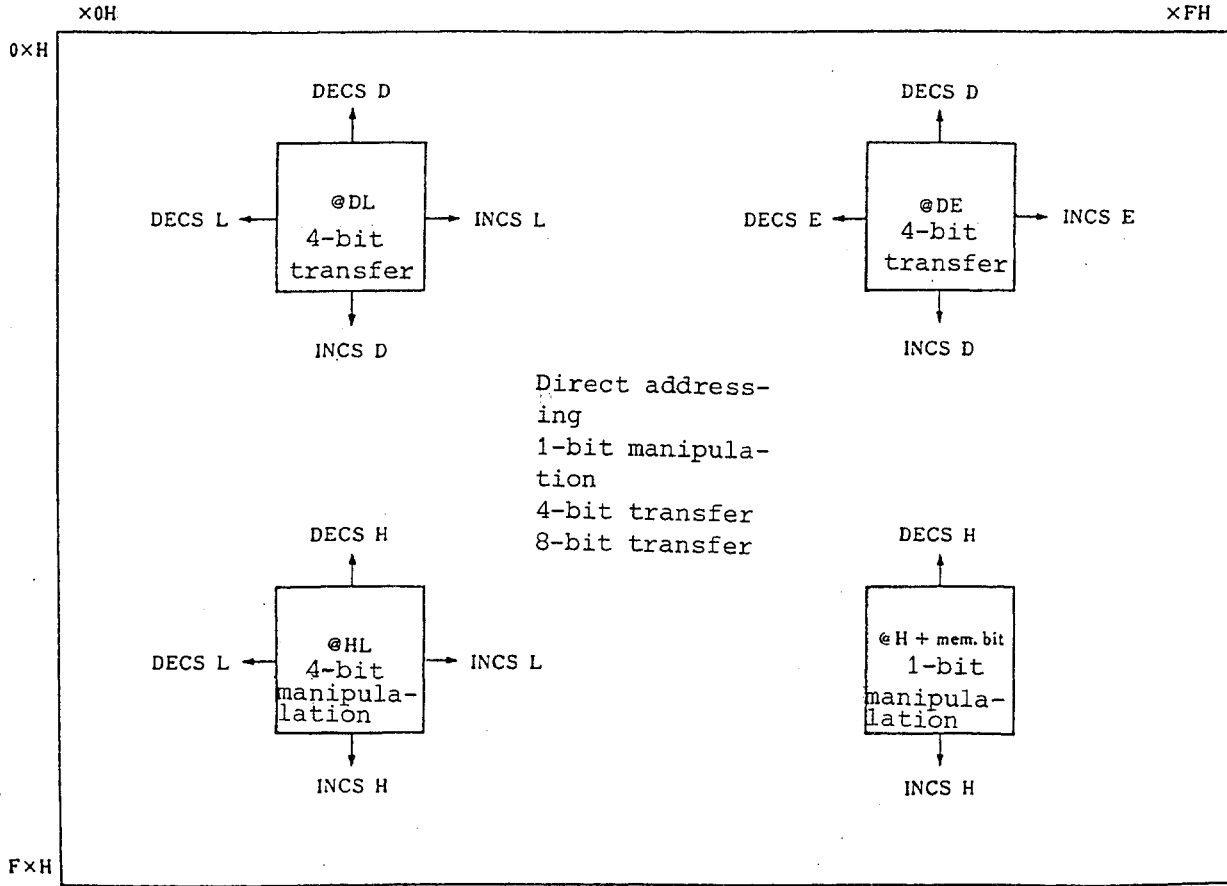 ×0H
×FH
0×H
DECS D
DECS L
@DL
4-bit
transfer
INCS L
INCS D
DECS D
DECS E
@DE
4-bit
transfer
INCS E
INCS D
Direct address-
ing
1-bit manipula-
tion
4-bit transfer
8-bit transfer
DECS H
DECS L
@HL
4-bit
manipula-
lation
INCS L
INCS H
DECS H
@H + mem. bit
1-bit
manipula-
lation
INCS H
F×H